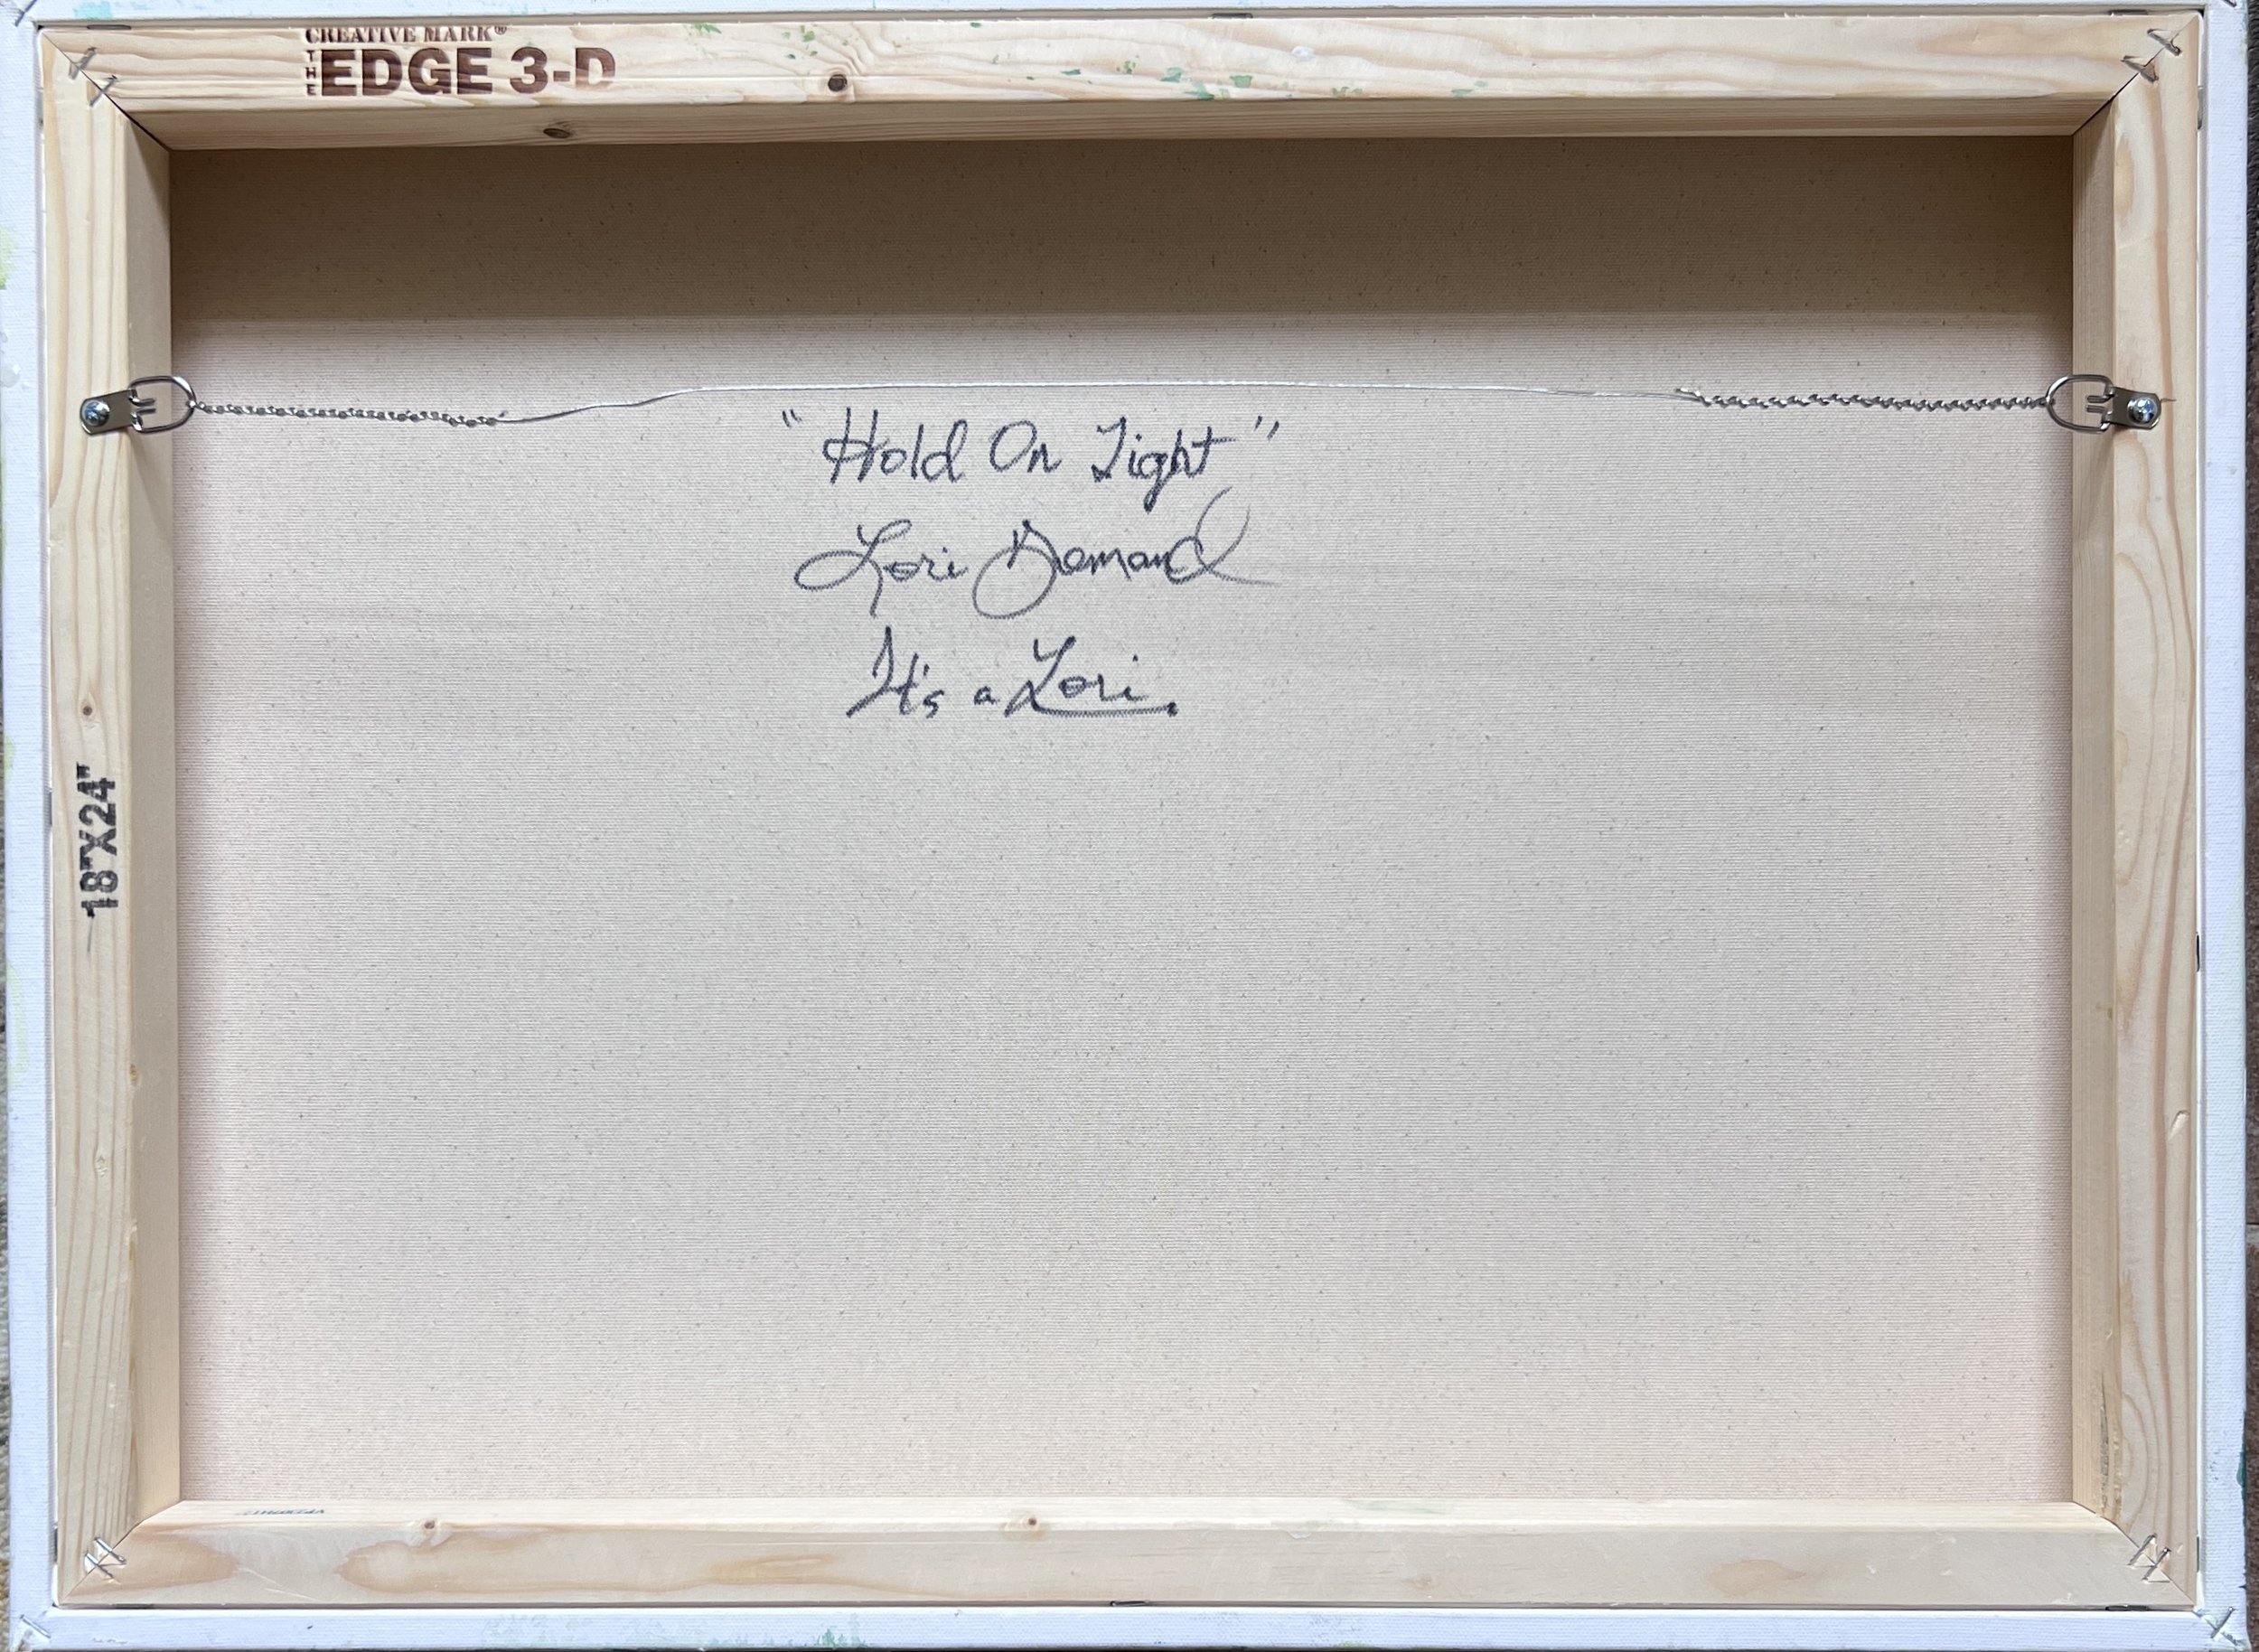 CREATIVE MARK®
THE EDGE 3-D
"Hold On Tight"
Lori Demand
It's a Lori.
18"X24"